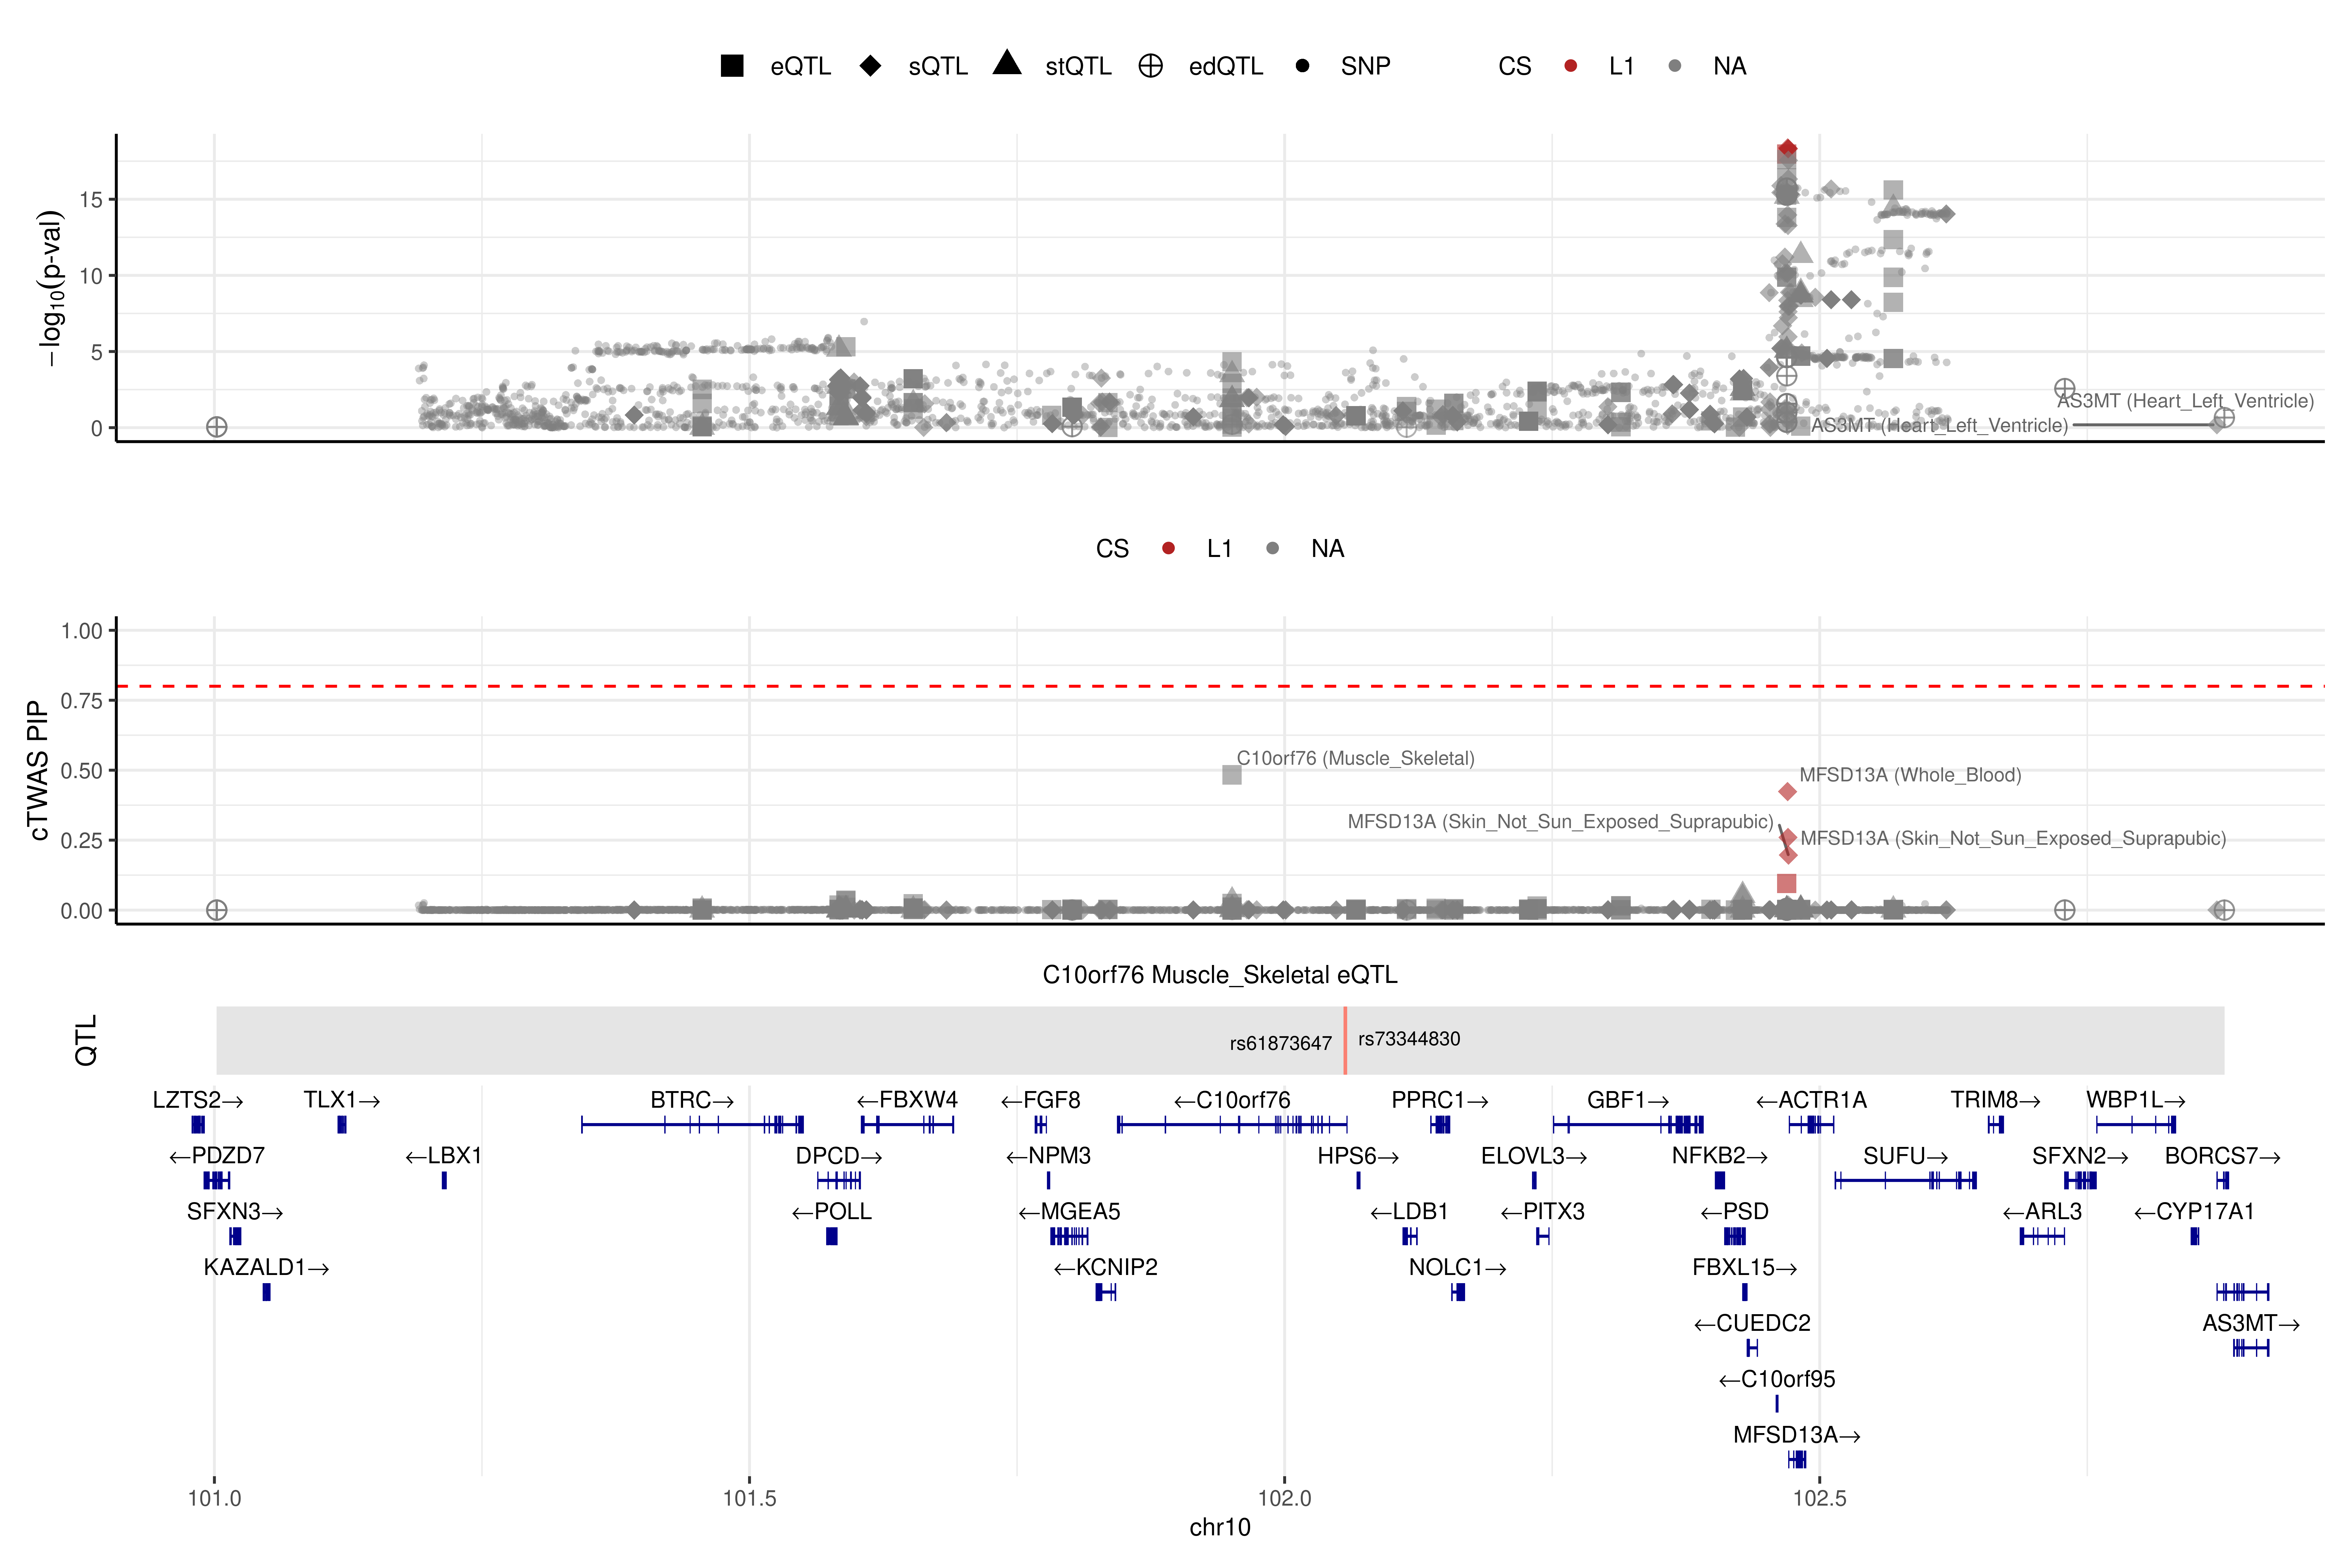 eQTL sQTL stQTL edQTL SNP CS L1 NA
−log10(p-val)
15
10
5
0
AS3MT (Heart_Left_Ventricle)
AS3MT (Heart_Left_Ventricle)
CS L1 NA
cTWAS PIP
1.00
0.75
0.50
0.25
0.00
C10orf76 (Muscle_Skeletal)
MFSD13A (Whole_Blood)
MFSD13A (Skin_Not_Sun_Exposed_Suprapubic)
MFSD13A (Skin_Not_Sun_Exposed_Suprapubic)
C10orf76 Muscle_Skeletal eQTL
QTL
rs61873647 rs73344830
LZTS2→ TLX1→ BTRC→ ←FBXW4 ←FGF8 ←C10orf76 PPRC1→ GBF1→ ←ACTR1A TRIM8→ WBP1L→
←PDZD7 ←LBX1 DPCD→ ←NPM3 HPS6→ ELOVL3→ NFKB2→ SUFU→ SFXN2→ BORCS7→
SFXN3→ ←POLL ←MGEA5 ←LDB1 ←PITX3 ←PSD ←ARL3 ←CYP17A1
KAZALD1→ ←KCNIP2 NOLC1→ FBXL15→
←CUEDC2 AS3MT→
←C10orf95
MFSD13A→
101.0 101.5 102.0 102.5
chr10